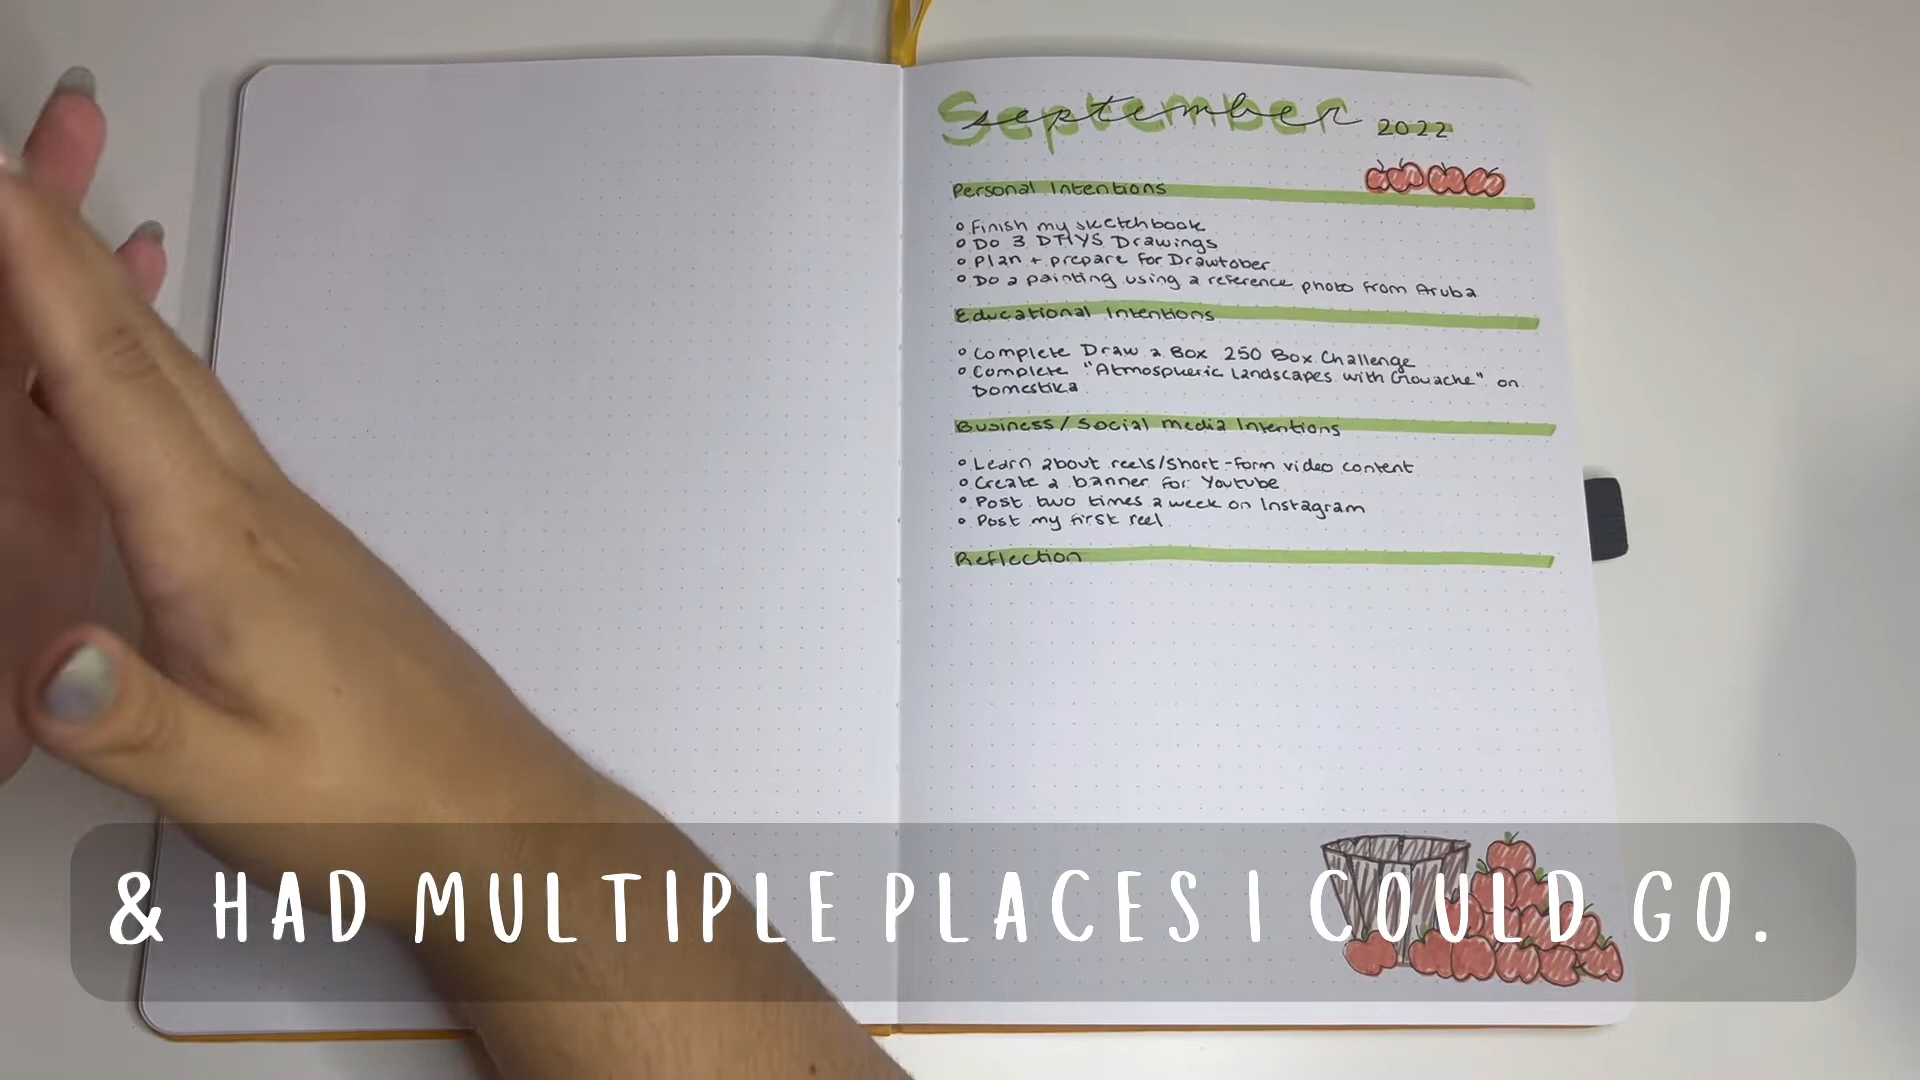 September
september 2022
Personal Intentions
Finish my sketchbook
Do 3 DTIYS Drawings
Plan + prepare for Drawtober
Do a painting using a reference photo from Aruba
Educational Intentions
Complete Draw a Box 250 Box Challenge
Complete "Atmospheric Landscapes with Gouache" on
Domestika
Business/Social media Intentions
Learn about reels/short-form video content
Create a banner for Youtube
Post two times a week on Instagram
Post my first reel
Reflection
& HAD MULTIPLE PLACES I COULD GO.